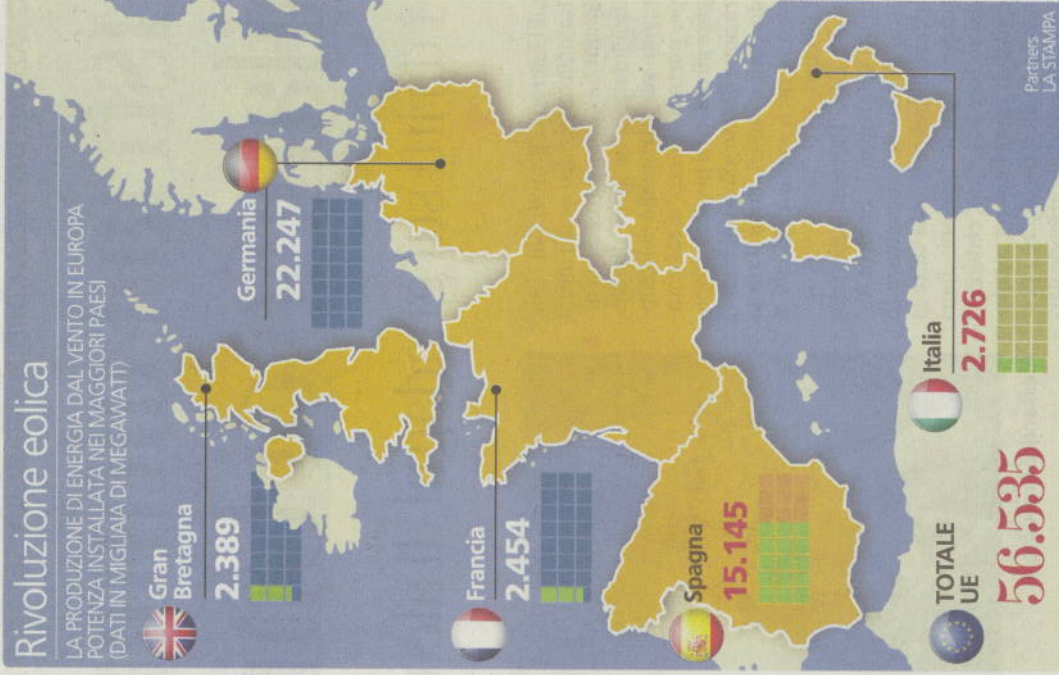 Rivoluzione eolica
LA PRODUZIONE DI ENERGIA DAL VENTO IN EUROPA
POTENZA INSTALLATA NEI MAGGIORI PAESI
(DATI IN MIGLIAIA DI MEGAWATT)
Gran
Bretagna
2.389
Germania
22.247
Francia
2.454
Spagna
15.145
Italia
2.726
TOTALE
UE
56.535
Partners
LA STAMPA